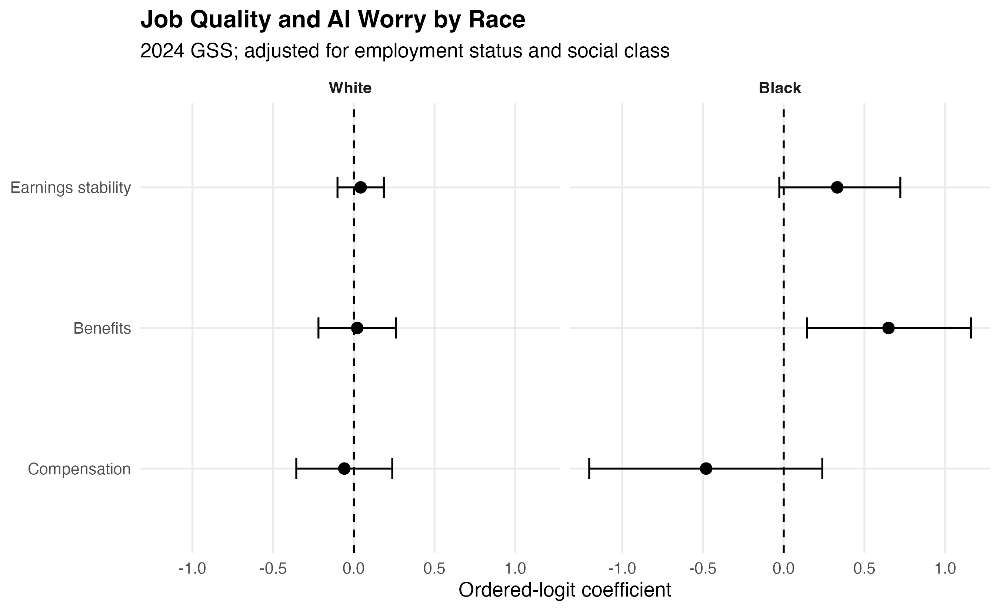 Job Quality and AI Worry by Race
2024 GSS; adjusted for employment status and social class
White
Black
Earnings stability
Benefits
Compensation
-1.0 -0.5 0.0 0.5 1.0 -1.0 -0.5 0.0 0.5 1.0
Ordered-logit coefficient